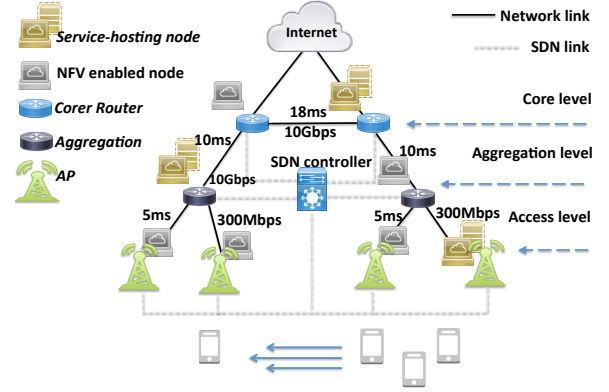 Service-hosting node
NFV enabled node
Corer Router
Aggregation
AP
Internet
Network link
SDN link
Core level
18ms
10Gbps
10ms
10ms
Aggregation level
SDN controller
10Gbps
5ms
300Mbps
5ms
300Mbps
Access level